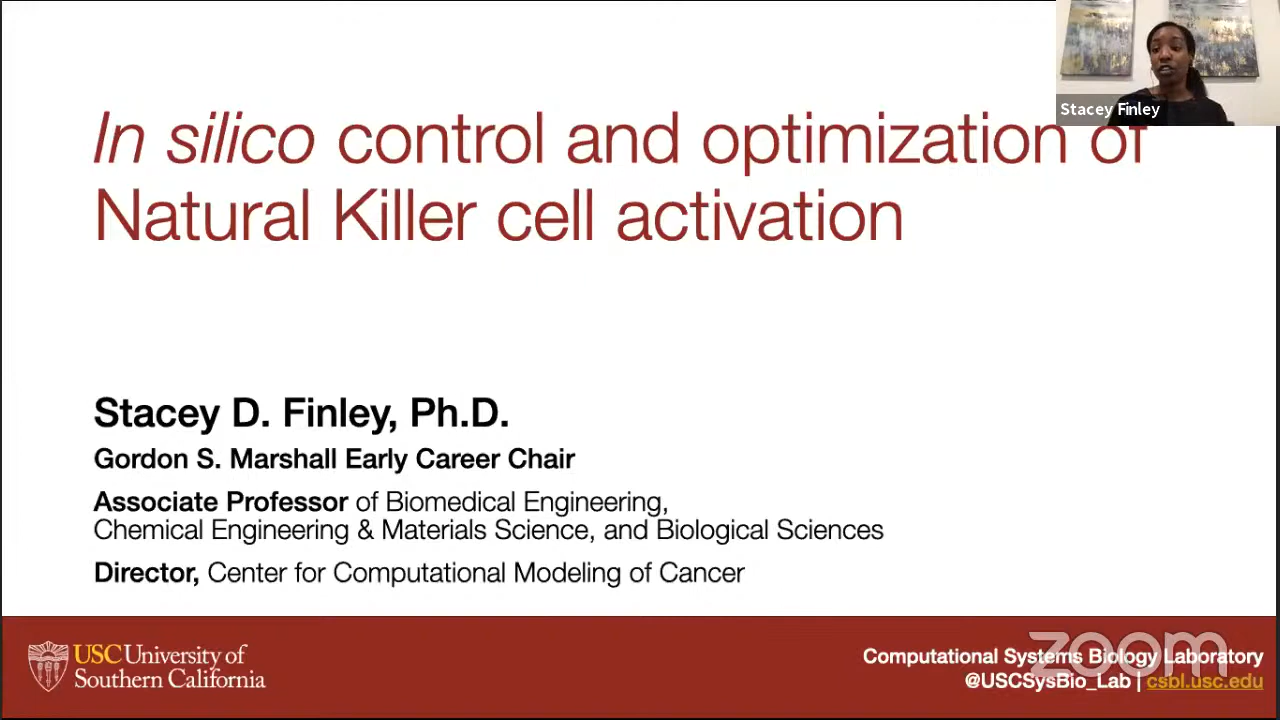 Stacey Finley
In silico control and optimization of
Natural Killer cell activation
Stacey D. Finley, Ph.D.
Gordon S. Marshall Early Career Chair
Associate Professor of Biomedical Engineering,
Chemical Engineering & Materials Science, and Biological Sciences
Director, Center for Computational Modeling of Cancer
USC University of
Southern California
Computational Systems Biology Laboratory
@USCSysBio_Lab | csbl.usc.edu
zoom